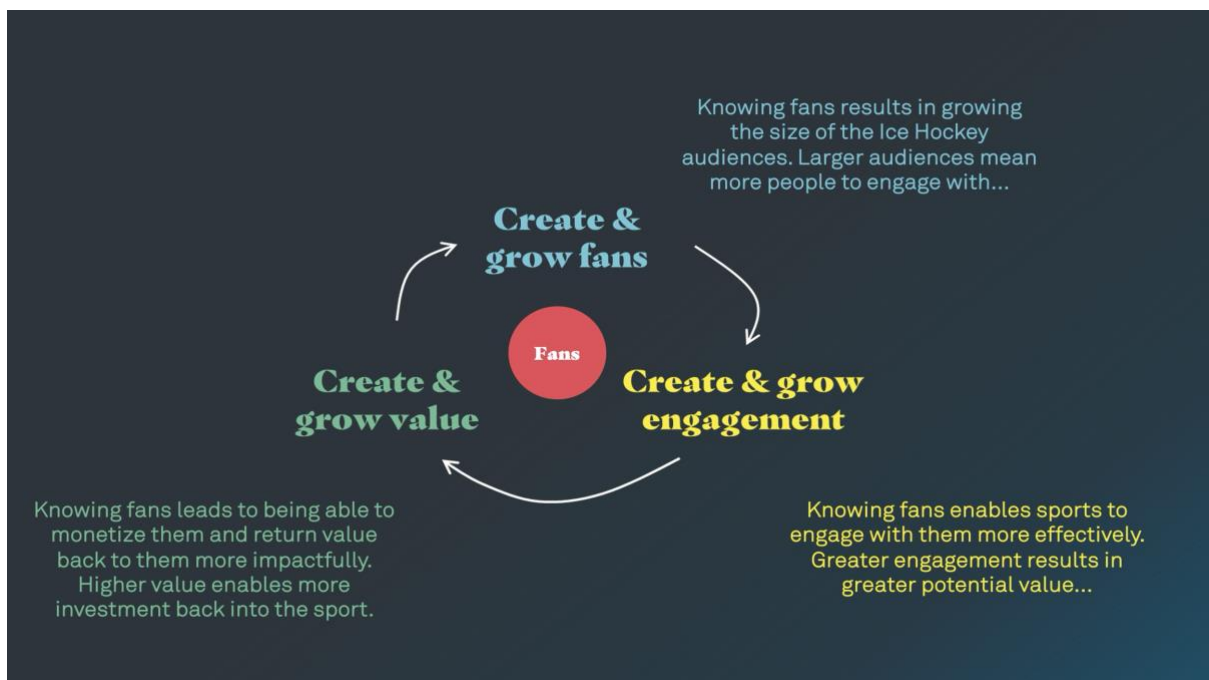 Knowing fans results in growing
the size of the Ice Hockey
audiences. Larger audiences mean
more people to engage with...
Create &
grow fans
Fans
Create &
grow value
Create & grow
engagement
Knowing fans leads to being able to
monetize them and return value
back to them more impactfully.
Higher value enables more
investment back into the sport.
Knowing fans enables sports to
engage with them more effectively.
Greater engagement results in
greater potential value...